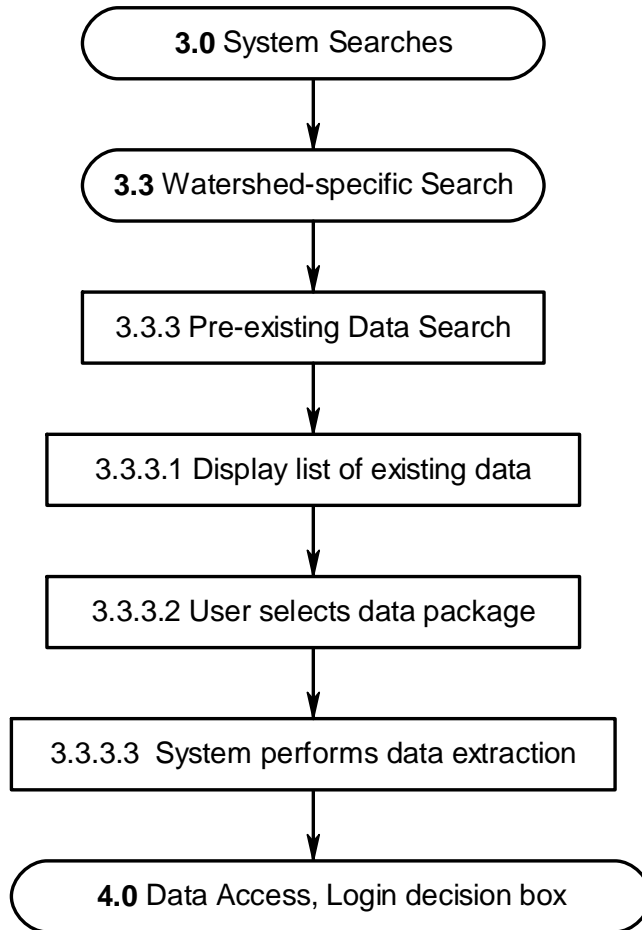 3.0 System Searches
3.3 Watershed-specific Search
3.3.3 Pre-existing Data Search
3.3.3.1 Display list of existing data
3.3.3.2 User selects data package
3.3.3.3  System performs data extraction
4.0 Data Access, Login decision box